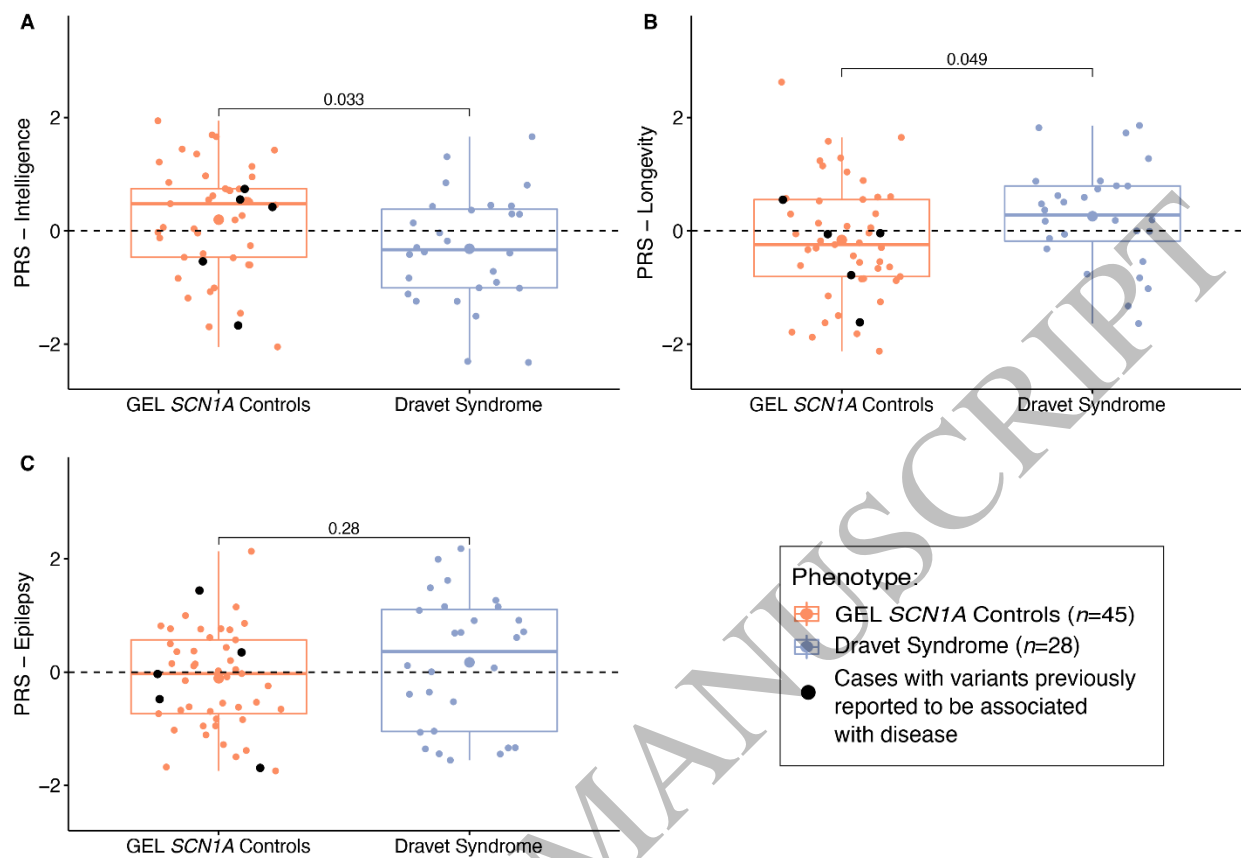 A
PRS – Intelligence
2
0
−2
0.033
GEL SCN1A Controls
Dravet Syndrome
B
PRS – Longevity
2
0
−2
0.049
GEL SCN1A Controls
Dravet Syndrome
C
PRS – Epilepsy
2
0
−2
0.28
GEL SCN1A Controls
Dravet Syndrome
Phenotype:
GEL SCN1A Controls (n=45)
Dravet Syndrome (n=28)
Cases with variants previously
reported to be associated
with disease
MANUSCRIPT